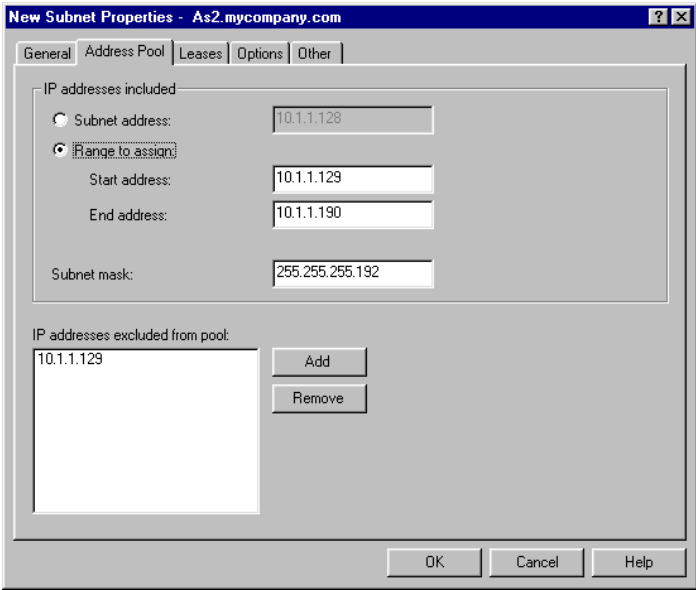 New Subnet Properties - As2.mycompany.com
General Address Pool Leases Options Other
IP addresses included
Subnet address: 10.1.1.128
Range to assign:
Start address: 10.1.1.129
End address: 10.1.1.190
Subnet mask: 255.255.255.192
IP addresses excluded from pool:
10.1.1.129
Add
Remove
OK Cancel Help